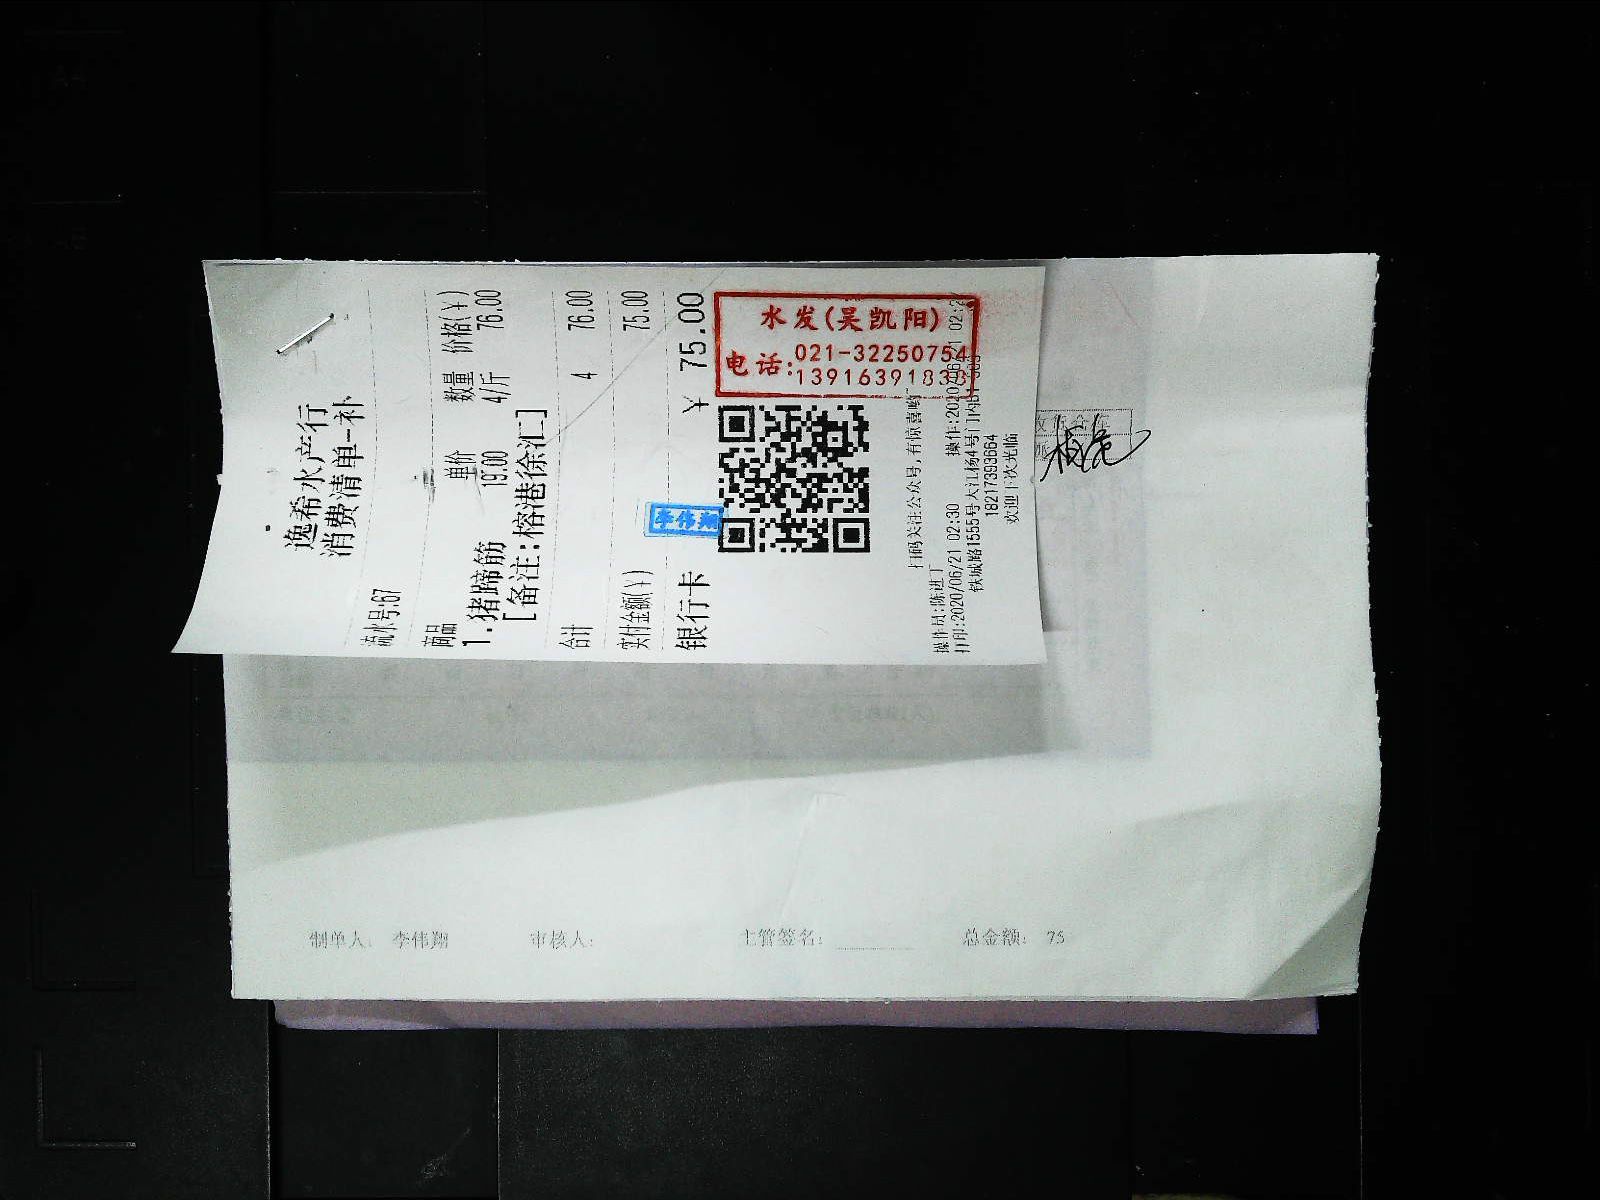 逸希水产行
消费清单-补
流水号:67
商品 单价 数量 价格(¥)
1.猪蹄筋 19.00 4/斤 76.00
[备注:榕港徐汇]
合计 4 76.00
实付金额(¥) 75.00
银行卡 ¥ 75.00
李伟翔
水发(吴凯阳)
电话:021-32250754
扫码关注公众号,有惊喜哟
操作员:陈进丁
打印:2020/06/21 02:30
铁城路1555号大江杨4号门内
18217393664
欢迎下次光临
制单人: 李伟翔 审核人: 主管签名: 总金额: 75